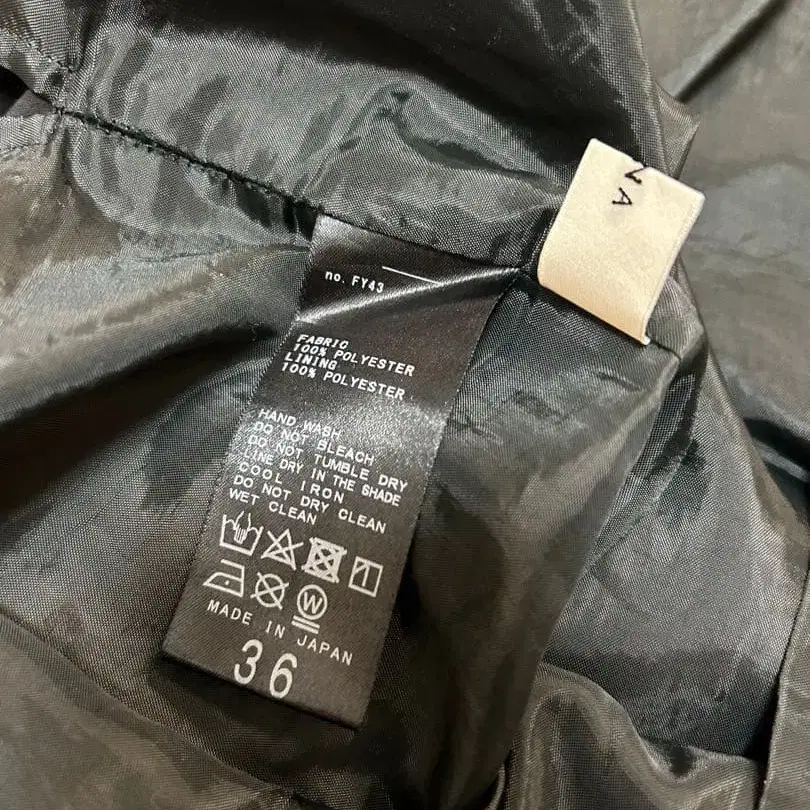 no. FY43
FABRIC
100% POLYESTER
LINING
100% POLYESTER
HAND WASH
DO NOT BLEACH
DO NOT TUMBLE DRY
LINE DRY IN THE SHADE
COOL IRON
DO NOT DRY CLEAN
WET CLEAN
W
MADE IN JAPAN
36
NA